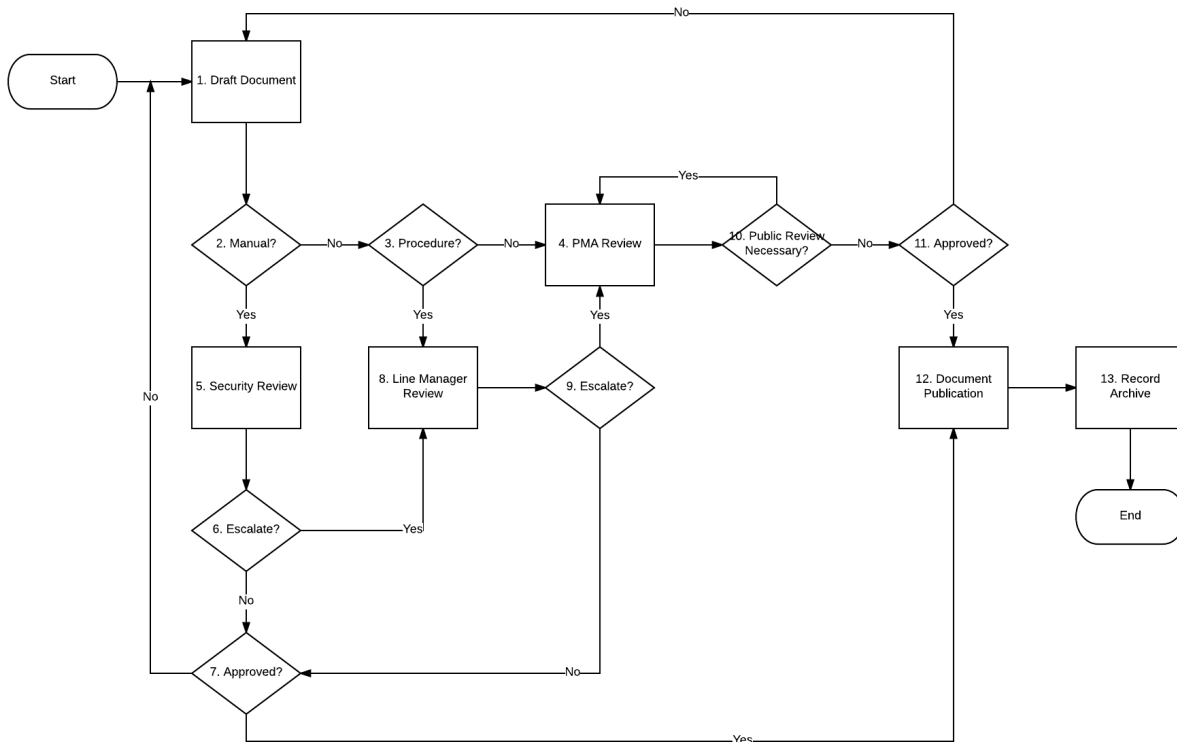 No
Start
1. Draft Document
Yes
2. Manual?
No
3. Procedure?
No
4. PMA Review
10. Public Review
Necessary?
No
11. Approved?
Yes
Yes
Yes
Yes
5. Security Review
8. Line Manager
Review
9. Escalate?
12. Document
Publication
13. Record
Archive
No
6. Escalate?
Yes
End
No
7. Approved?
No
Yes